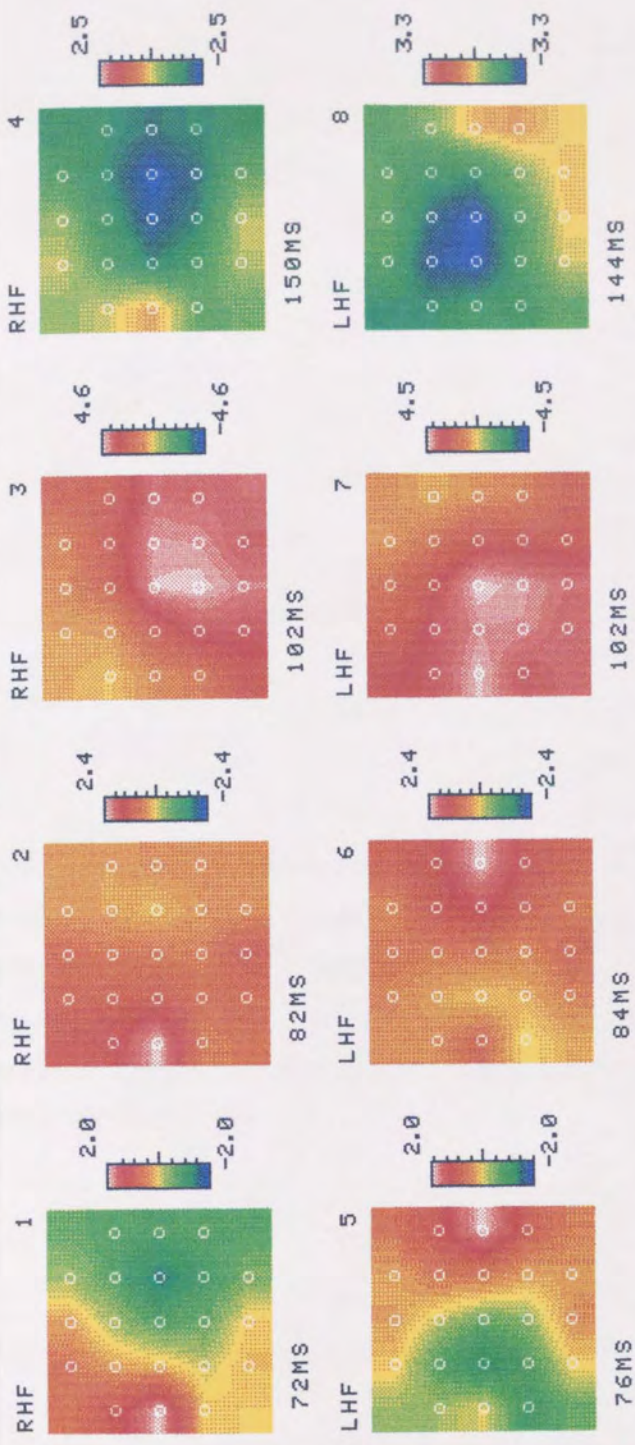 RHF 1
2.0
-2.0
72MS
RHF 2
2.4
-2.4
82MS
RHF 3
4.6
-4.6
102MS
RHF 4
2.5
-2.5
150MS
LHF 5
2.0
-2.0
76MS
LHF 6
2.4
-2.4
84MS
LHF 7
4.5
-4.5
102MS
LHF 8
3.3
-3.3
144MS